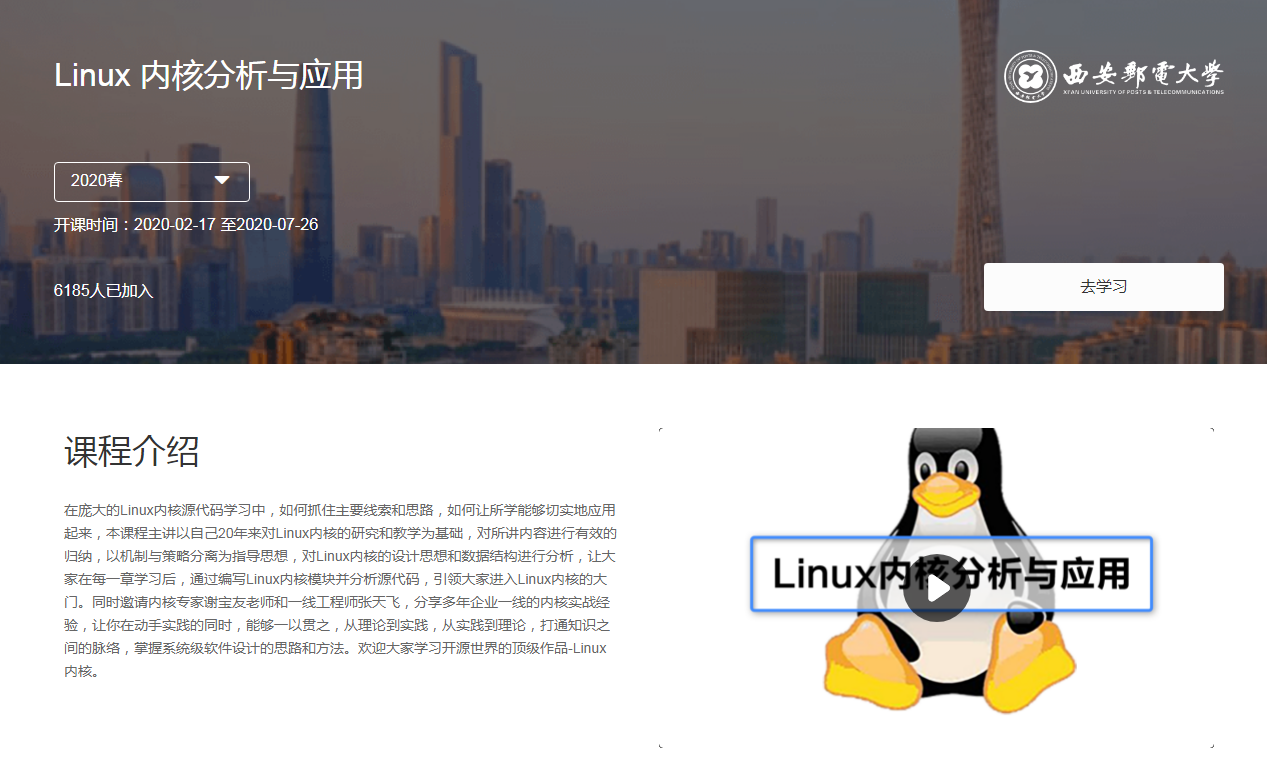 Linux 内核分析与应用
西安郵電大学
XI'AN UNIVERSITY OF POSTS & TELECOMMUNICATIONS
2020春
开课时间：2020-02-17 至2020-07-26
6185人已加入
去学习
课程介绍
在庞大的Linux内核源代码学习中，如何抓住主要线索和思路，如何让所学能够切实地应用
起来，本课程主讲以自己20年来对Linux内核的研究和教学为基础，对所讲内容进行有效的
归纳，以机制与策略分离为指导思想，对Linux内核的设计思想和数据结构进行分析，让大
家在每一章学习后，通过编写Linux内核模块并分析源代码，引领大家进入Linux内核的大
门。同时邀请内核专家谢宝友老师和一线工程师张天飞，分享多年企业一线的内核实战经
验，让你在动手实践的同时，能够一以贯之，从理论到实践，从实践到理论，打通知识之
间的脉络，掌握系统级软件设计的思路和方法。欢迎大家学习开源世界的顶级作品-Linux
内核。
Linux内核分析与应用